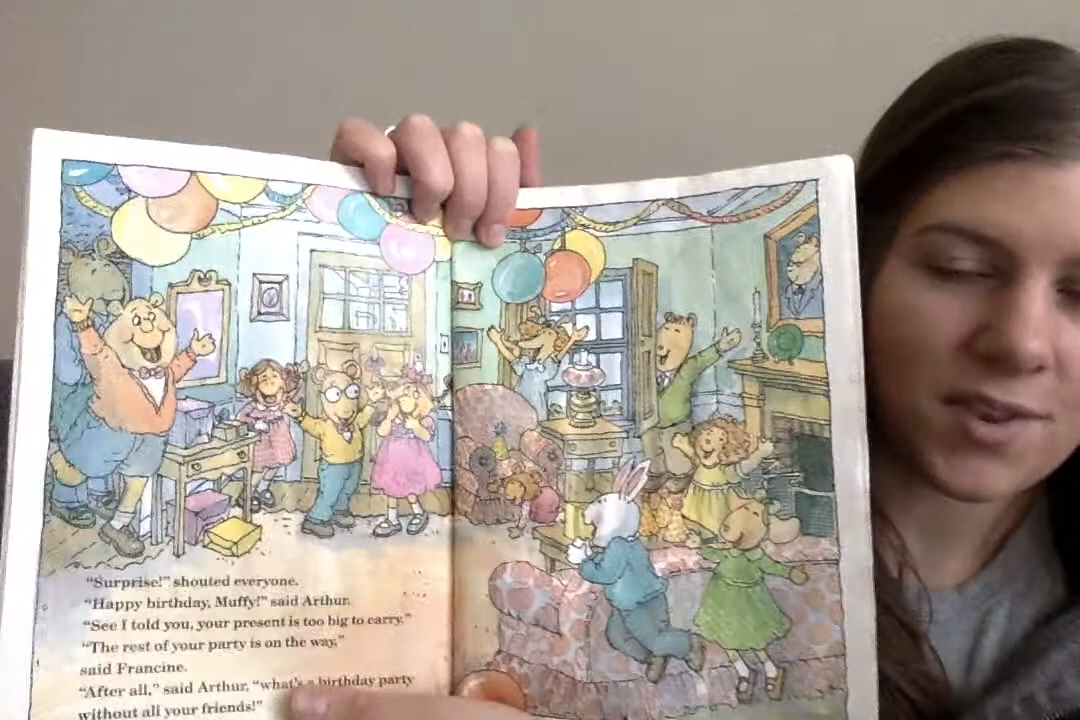 "Surprise!" shouted everyone.
"Happy birthday, Muffy!" said Arthur.
"See I told you, your present is too big to carry."
"The rest of your party is on the way,"
said Francine.
"After all," said Arthur, "what's a birthday party
without all your friends!"